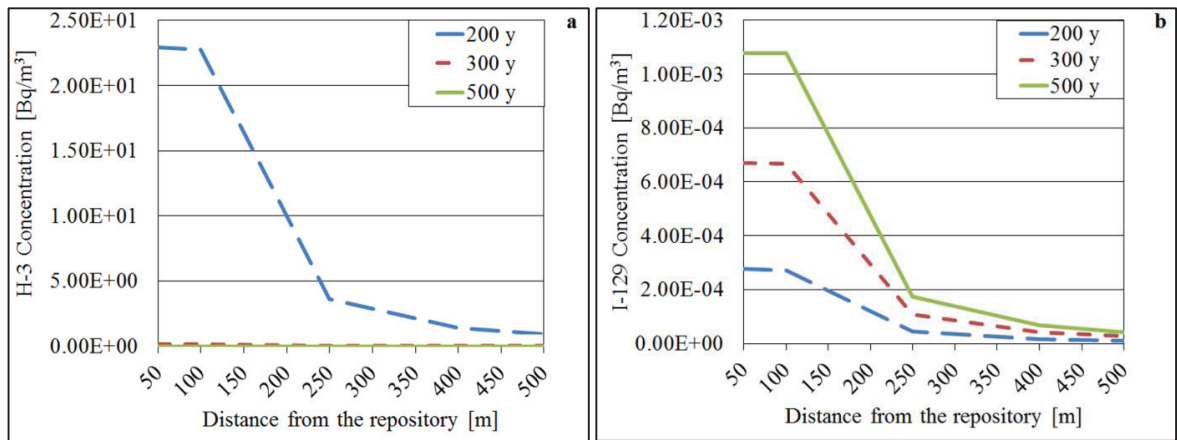 a
2.50E+01
2.00E+01
1.50E+01
1.00E+01
5.00E+00
0.00E+00
H-3 Concentration [Bq/m³]
200 y
300 y
500 y
50 100 150 200 250 300 350 400 450 500
Distance from the repository [m]
b
1.20E-03
1.00E-03
8.00E-04
6.00E-04
4.00E-04
2.00E-04
0.00E+00
I-129 Concentration [Bq/m³]
200 y
300 y
500 y
50 100 150 200 250 300 350 400 450 500
Distance from the repository [m]